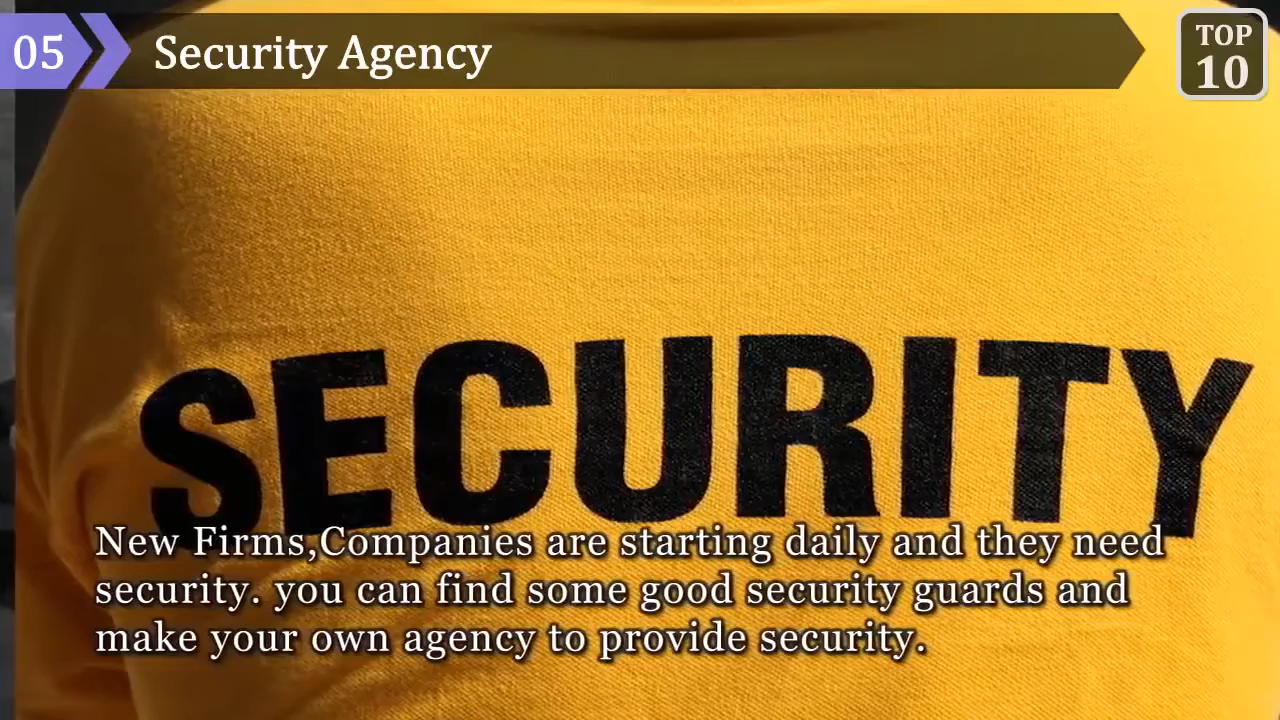 05 Security Agency
TOP
10
SECURITY
New Firms,Companies are starting daily and they need
security. you can find some good security guards and
make your own agency to provide security.